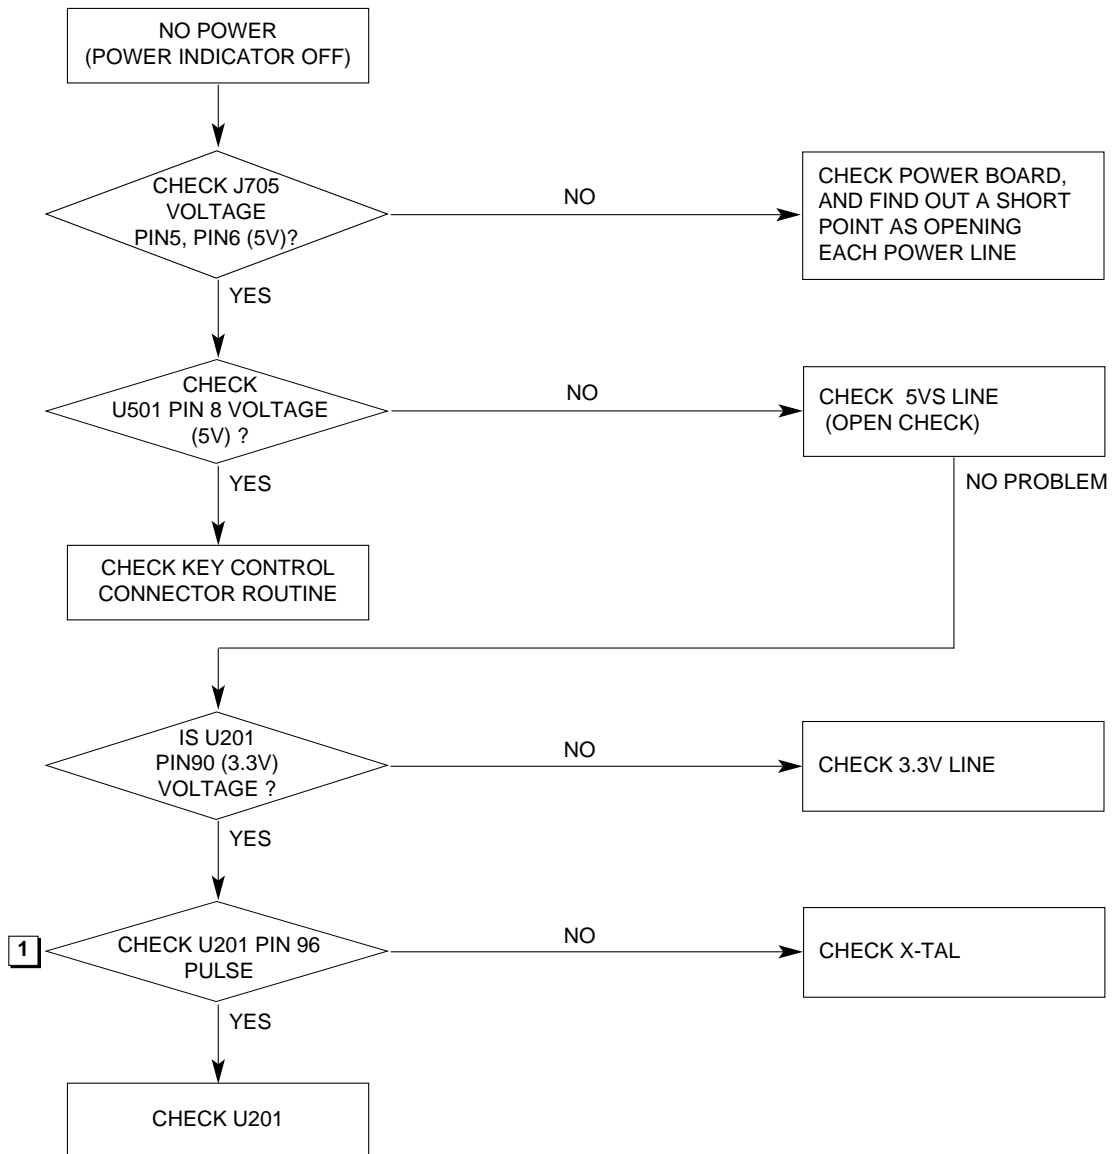 NO POWER
(POWER INDICATOR OFF)
CHECK J705
VOLTAGE
PIN5, PIN6 (5V)?
NO
CHECK POWER BOARD,
AND FIND OUT A SHORT
POINT AS OPENING
EACH POWER LINE
YES
CHECK
U501 PIN 8 VOLTAGE
(5V) ?
NO
CHECK 5VS LINE
(OPEN CHECK)
YES
NO PROBLEM
CHECK KEY CONTROL
CONNECTOR ROUTINE
IS U201
PIN90 (3.3V)
VOLTAGE ?
NO
CHECK 3.3V LINE
YES
1
CHECK U201 PIN 96
PULSE
NO
CHECK X-TAL
YES
CHECK U201